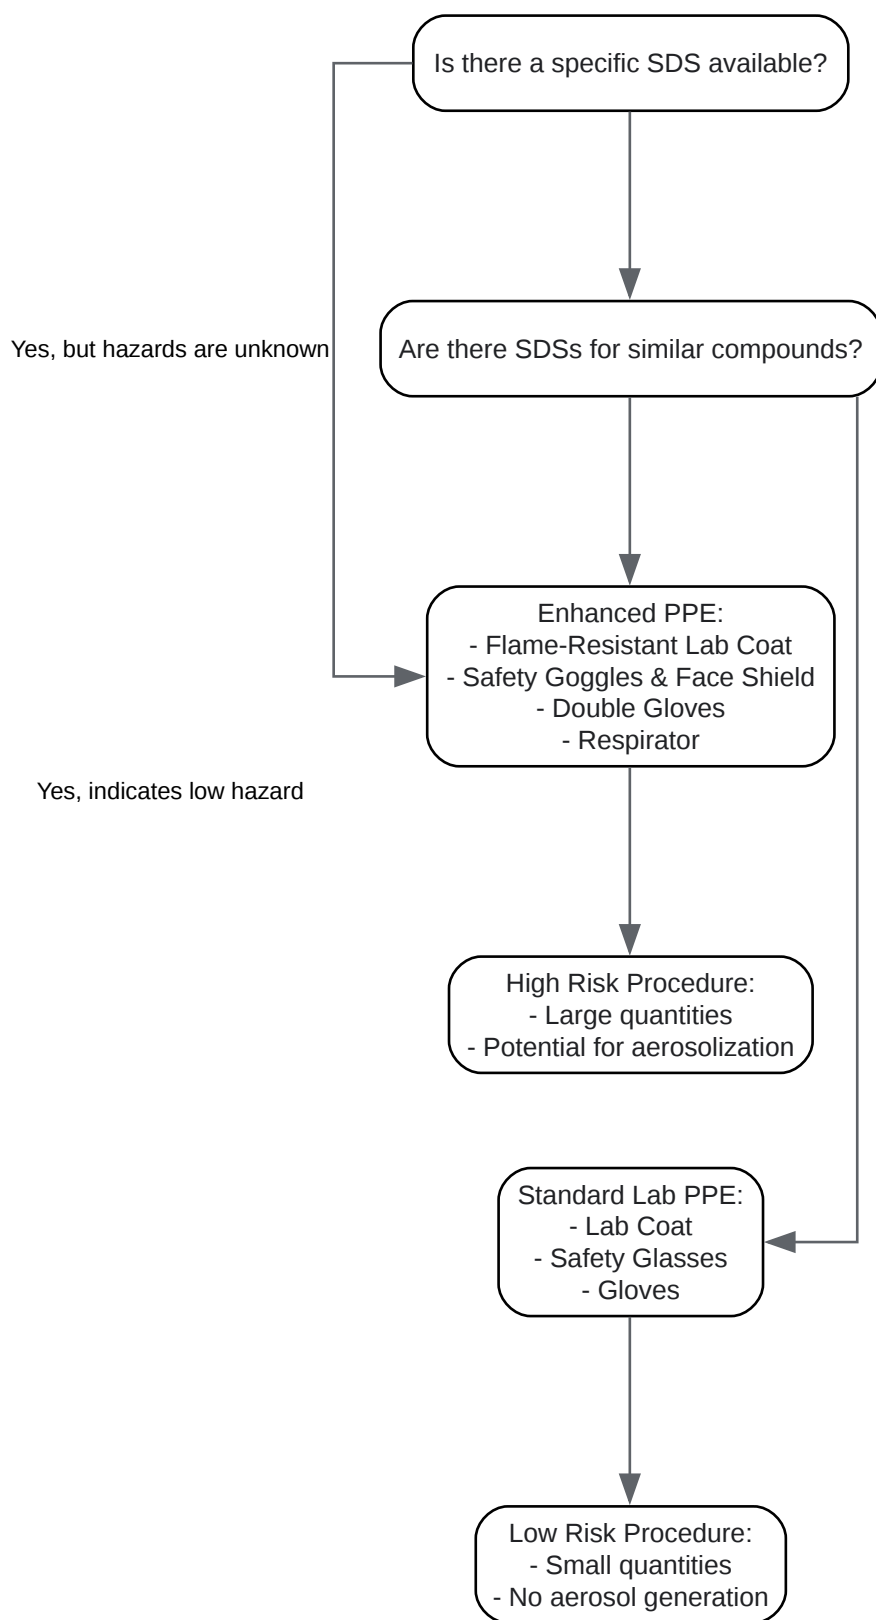 Is there a specific SDS available?
Yes, but hazards are unknown
Are there SDSs for similar compounds?
Enhanced PPE:
- Flame-Resistant Lab Coat
- Safety Goggles & Face Shield
- Double Gloves
- Respirator
Yes, indicates low hazard
High Risk Procedure:
- Large quantities
- Potential for aerosolization
Standard Lab PPE:
- Lab Coat
- Safety Glasses
- Gloves
Low Risk Procedure:
- Small quantities
- No aerosol generation